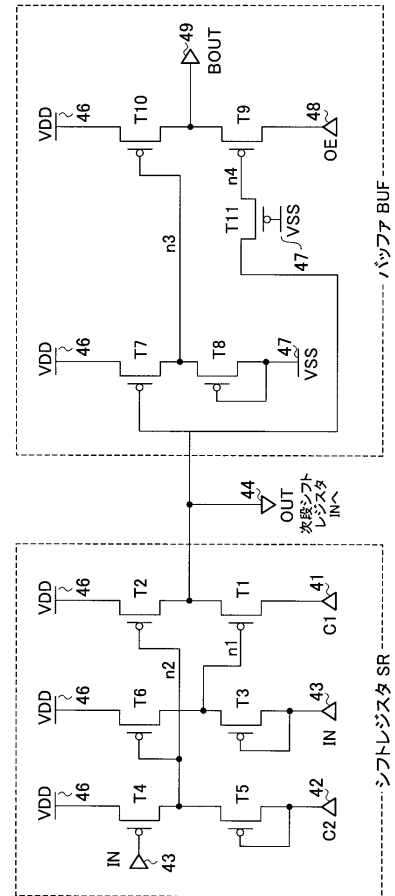 シフトレジスタ SR
VDD
46
VDD
46
VDD
46
IN
43
T4
T6
T2
n2
n1
T5
T3
T1
C2
42
IN
43
C1
41
44
OUT
次段シフト
レジスタ
INへ
バッファ BUF
VDD
46
VDD
46
T7
T10
n3
49
BOUT
T8
T11
n4
T9
47
VSS
VSS
47
OE
48